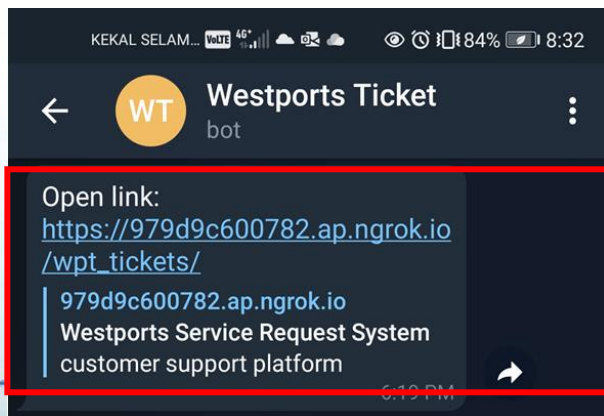 KEKAL SELAM... VoLTE 4G+ 84% 8:32
WT
Westports Ticket
bot
Open link:
https://979d9c600782.ap.ngrok.io
/wpt_tickets/
979d9c600782.ap.ngrok.io
Westports Service Request System
customer support platform
6:19 PM